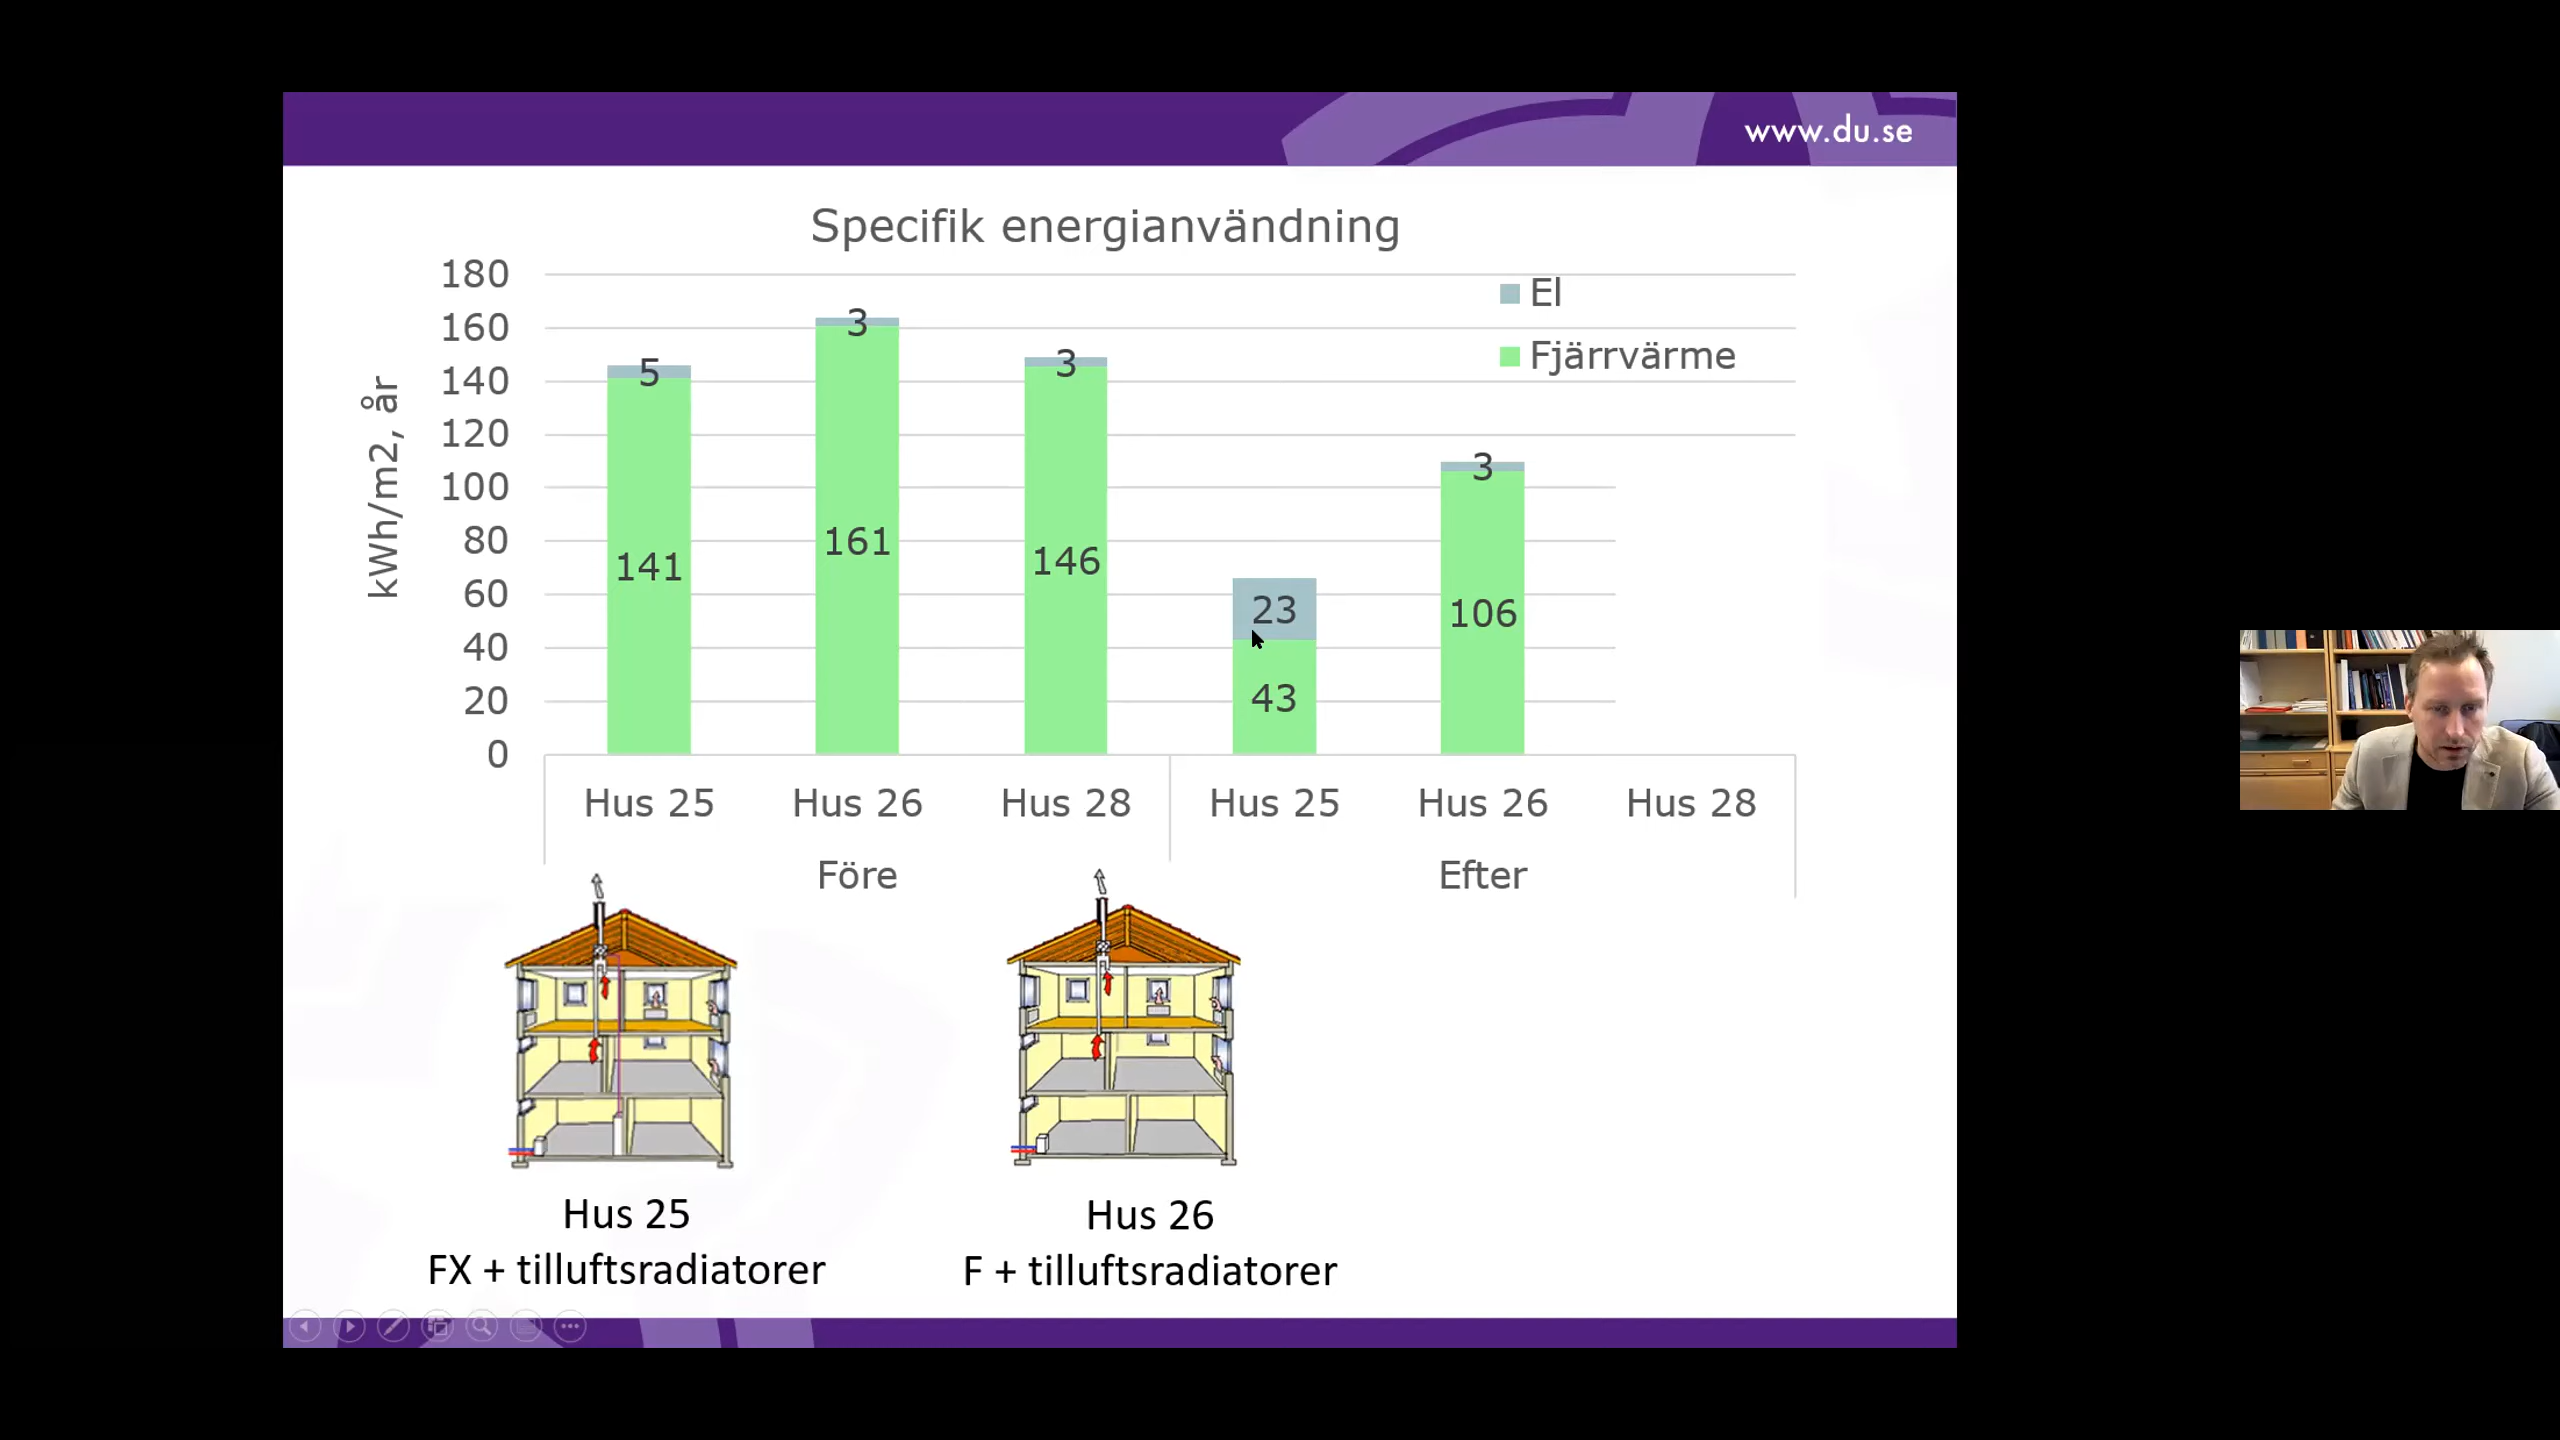 www.du.se
Specifik energianvändning
kWh/m2, år
180
160
140
120
100
80
60
40
20
0
El
Fjärrvärme
5
3
3
23
3
141
161
146
43
106
Hus 25
Hus 26
Hus 28
Hus 25
Hus 26
Hus 28
Före
Efter
Hus 25
FX + tilluftsradiatorer
Hus 26
F + tilluftsradiatorer